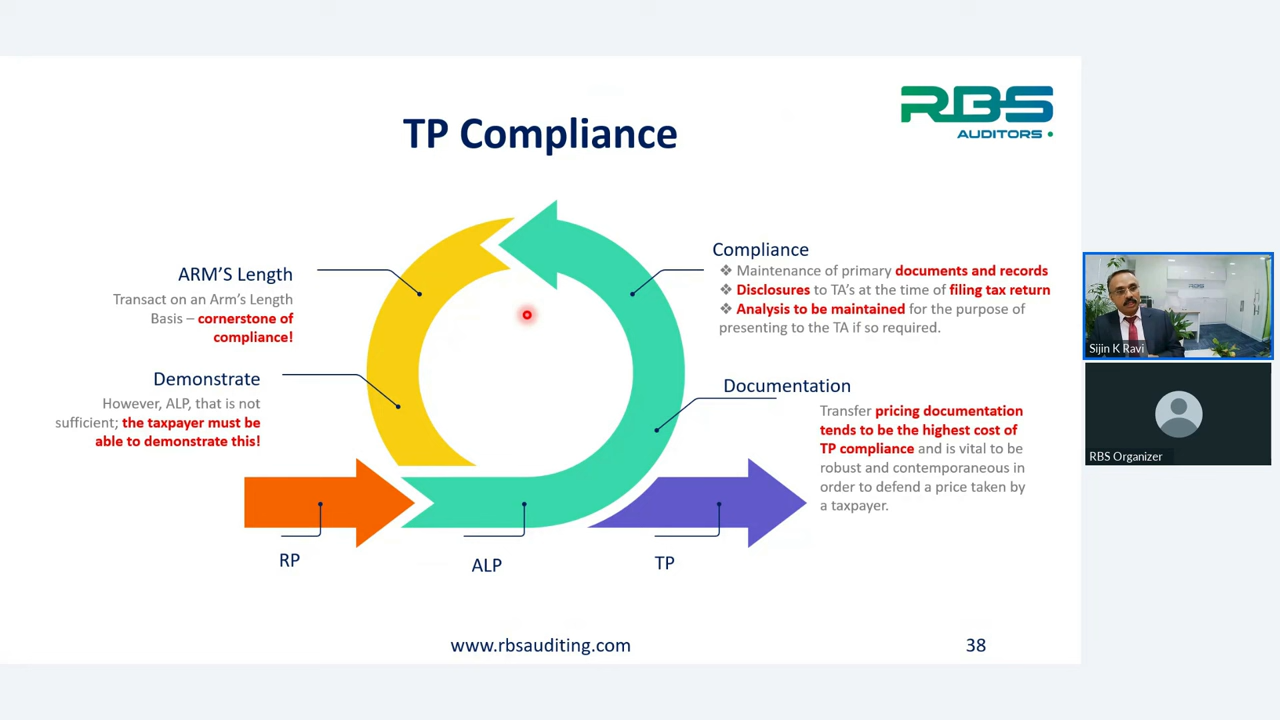 RBS
AUDITORS
TP Compliance
ARM'S Length
Transact on an Arm's Length
Basis – cornerstone of
compliance!
Demonstrate
However, ALP, that is not
sufficient; the taxpayer must be
able to demonstrate this!
Compliance
❖ Maintenance of primary documents and records
❖ Disclosures to TA's at the time of filing tax return
❖ Analysis to be maintained for the purpose of
presenting to the TA if so required.
Documentation
Transfer pricing documentation
tends to be the highest cost of
TP compliance and is vital to be
robust and contemporaneous in
order to defend a price taken by
a taxpayer.
RP
ALP
TP
www.rbsauditing.com
38
RBS
Sijin K Ravi
RBS Organizer